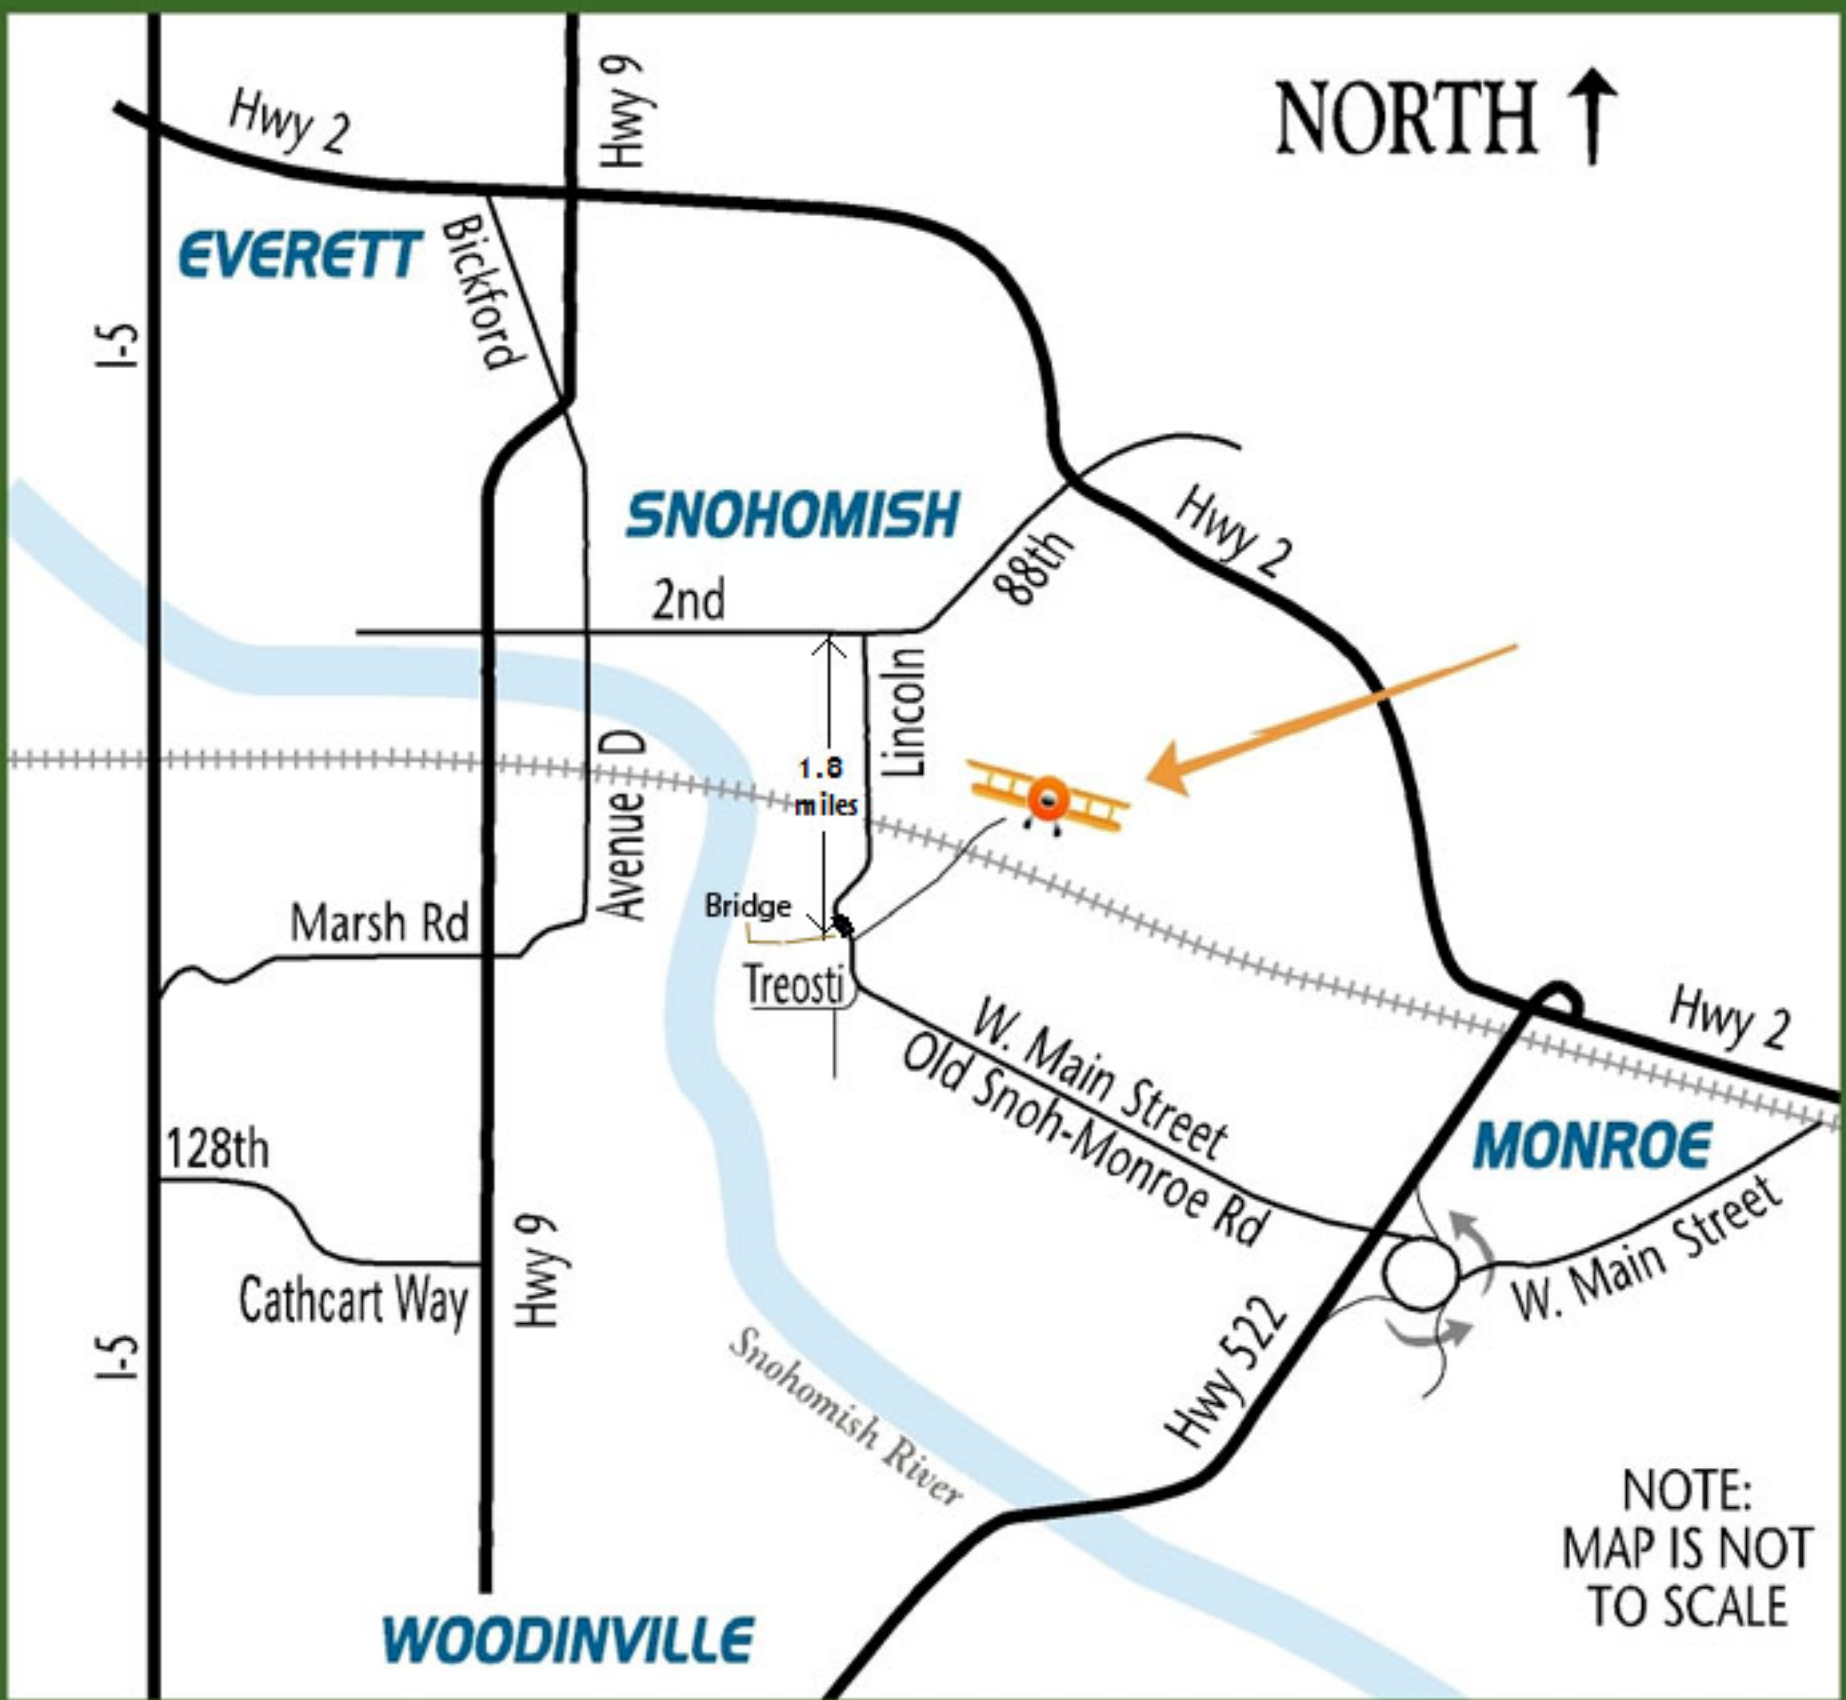 Hwy 9
Hwy 2
NORTH
EVERETT
Bickford
I-5
SNOHOMISH
Hwy 2
88th
2nd
Lincoln
1.8
miles
Avenue D
Bridge
Marsh Rd
Treosti
W. Main Street
Old Snoh-Monroe Rd
Hwy 2
MONROE
128th
W. Main Street
Hwy 9
Cathcart Way
I-5
Hwy 522
Snohomish River
NOTE:
MAP IS NOT
TO SCALE
WOODINVILLE